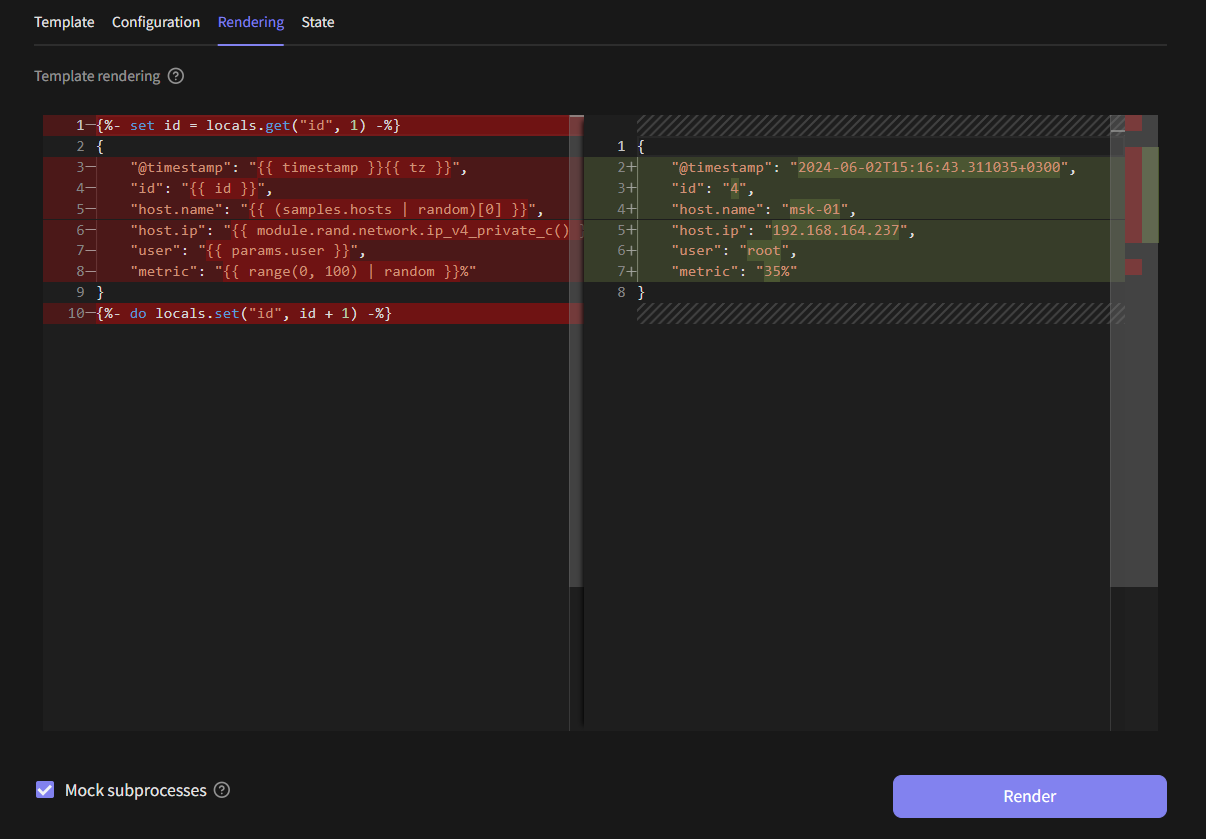 Template Configuration Rendering State
Template rendering ?
1 {%- set id = locals.get("id", 1) -%}
2 {
3 "@timestamp": "{{ timestamp }}{{ tz }}",
4 "id": "{{ id }}",
5 "host.name": "{{ (samples.hosts | random)[0] }}",
6 "host.ip": "{{ module.rand.network.ip_v4_private_c()
7 "user": "{{ params.user }}",
8 "metric": "{{ range(0, 100) | random }}%"
9 }
10 {%- do locals.set("id", id + 1) -%}
1 {
2+ "@timestamp": "2024-06-02T15:16:43.311035+0300",
3+ "id": "4",
4+ "host.name": "msk-01",
5+ "host.ip": "192.168.164.237",
6+ "user": "root",
7+ "metric": "35%"
8 }
Mock subprocesses ?
Render